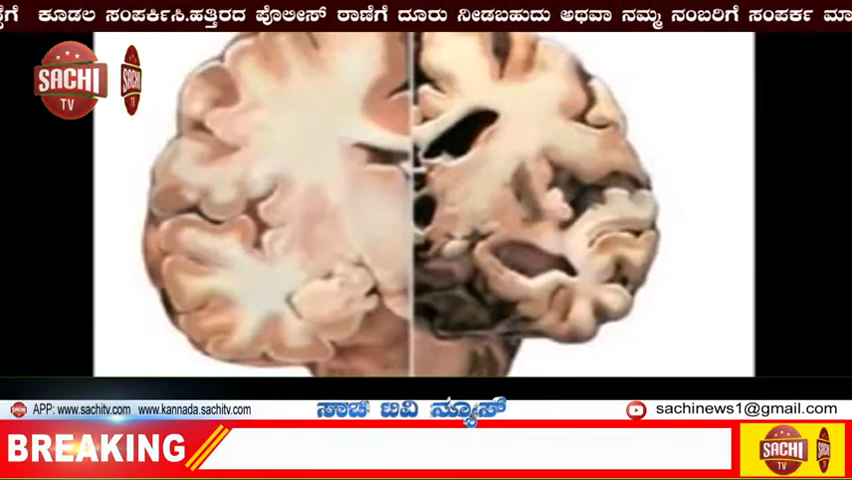 ಕೂಡಲ ಸಂಪರ್ಕಿಸಿ.ಹತ್ತಿರದ ಪೊಲೀಸ್ ಠಾಣೆಗೆ ದೂರು ನೀಡಬಹುದು ಅಥವಾ ನಮ್ಮ ನಂಬರಿಗೆ ಸಂಪರ್ಕ
SACHI
TV
SACHI
TV
APP: www.sachitv.com www.kannada.sachitv.com
ಸಾಚಿ ಟಿವಿ ನ್ಯೂಸ್
sachinews1@gmail.com
BREAKING
SACHI
TV
SACHI
TV